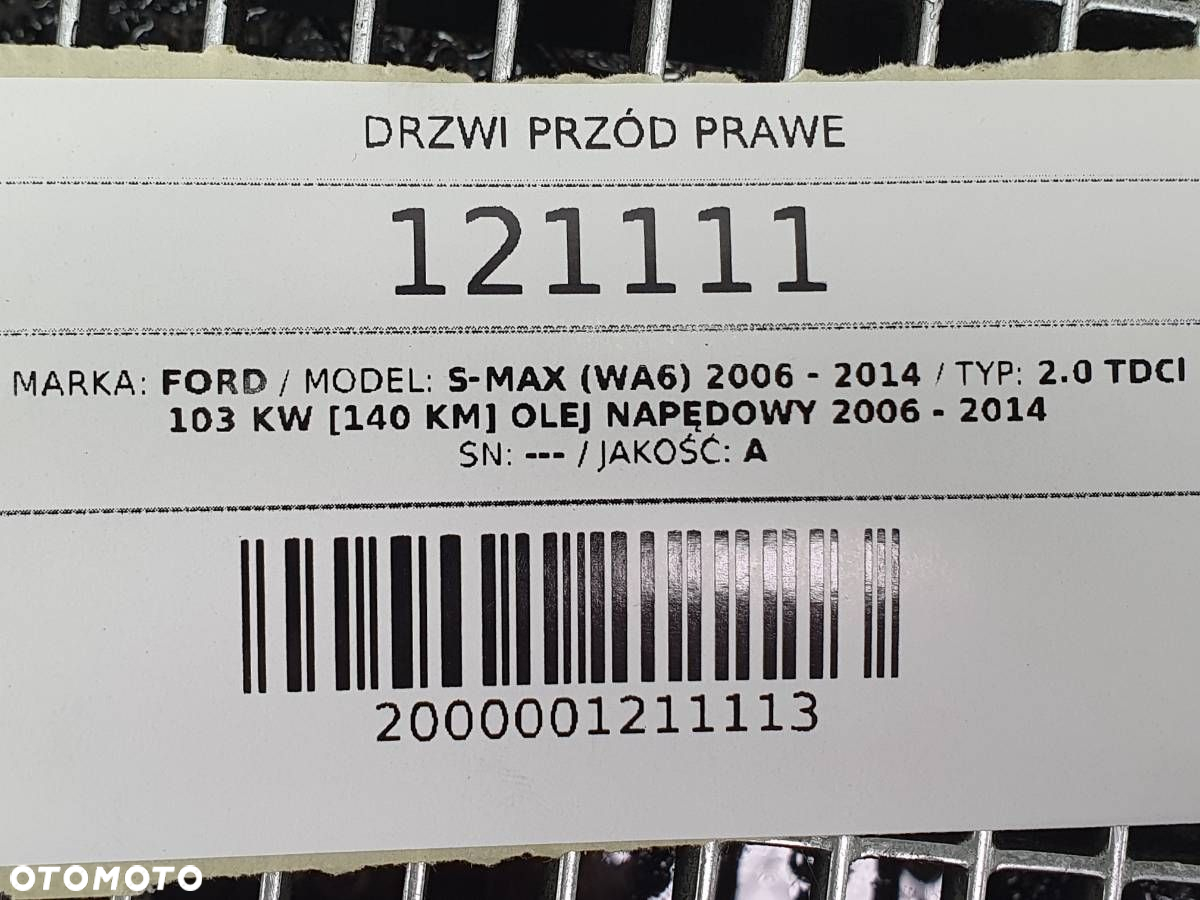 DRZWI PRZÓD PRAWE
121111
MARKA: FORD / MODEL: S-MAX (WA6) 2006 - 2014 / TYP: 2.0 TDCI
103 KW [140 KM] OLEJ NAPĘDOWY 2006 - 2014
SN: --- / JAKOŚĆ: A
2000001211113
OTOMOTO